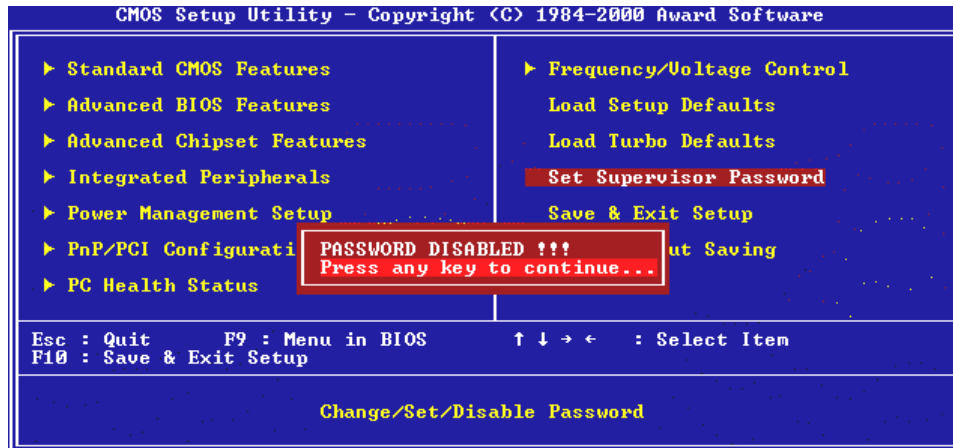 CMOS Setup Utility - Copyright (C) 1984-2000 Award Software
► Standard CMOS Features
► Advanced BIOS Features
► Advanced Chipset Features
► Integrated Peripherals
► Power Management Setup
► PnP/PCI Configurati
► PC Health Status
► Frequency/Voltage Control
Load Setup Defaults
Load Turbo Defaults
Set Supervisor Password
Save & Exit Setup
ut Saving
PASSWORD DISABLED !!!
Press any key to continue...
Esc : Quit F9 : Menu in BIOS ↑ ↓ → ← : Select Item
F10 : Save & Exit Setup
Change/Set/Disable Password